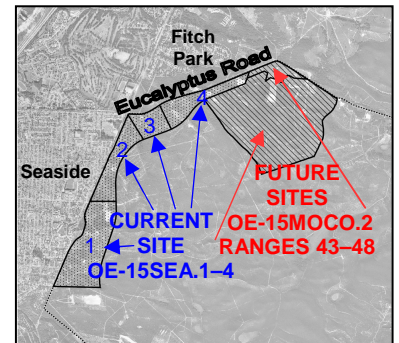 Fitch
Park
Eucalyptus Road
4
3
2
Seaside
1
CURRENT
SITE
OE-15SEA.1–4
FUTURE
SITES
OE-15MOCO.2
RANGES 43–48